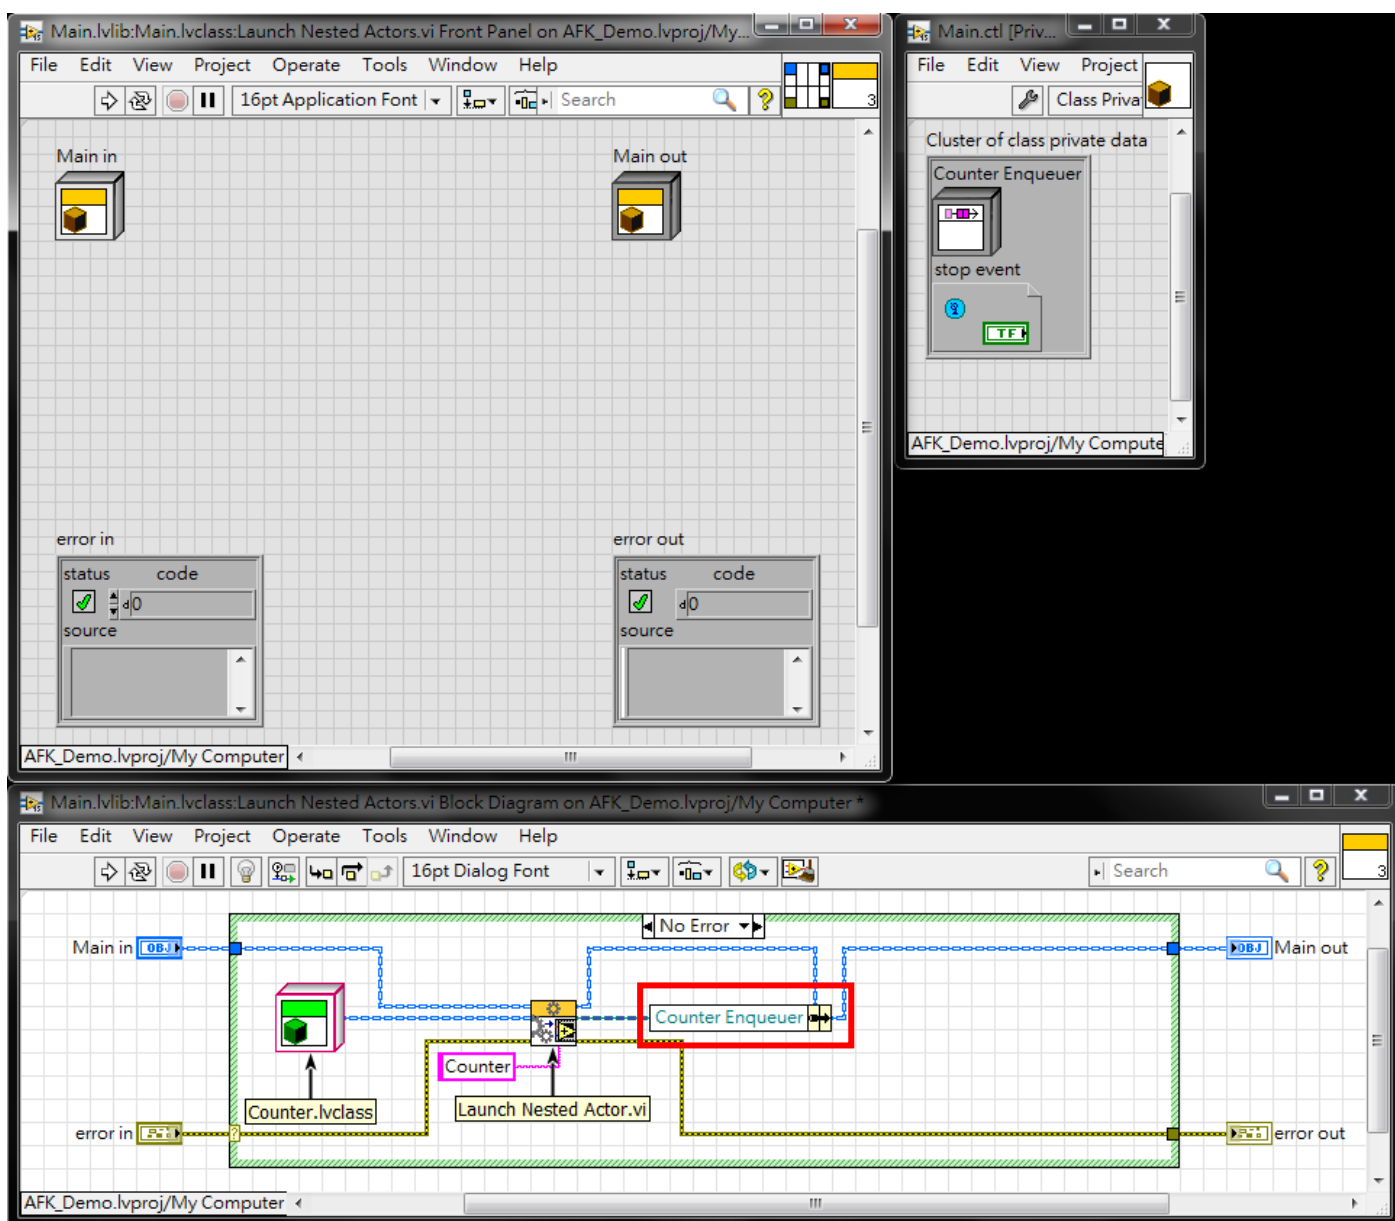 Main.lvlib:Main.lvclass:Launch Nested Actors.vi Front Panel on AFK_Demo.lvproj/My...
File Edit View Project Operate Tools Window Help
16pt Application Font
Search
3
Main in
Main out
error in
error out
status code
0
source
status code
0
source
AFK_Demo.lvproj/My Computer
Main.ctl [Priv...
File Edit View Project
Class Privat
Cluster of class private data
Counter Enqueuer
stop event
TF
AFK_Demo.lvproj/My Compute
Main.lvlib:Main.lvclass:Launch Nested Actors.vi Block Diagram on AFK_Demo.lvproj/My Computer *
File Edit View Project Operate Tools Window Help
16pt Dialog Font
Search
3
No Error
Main in OBJ
OBJ Main out
Counter Enqueuer
Counter
Counter.lvclass
Launch Nested Actor.vi
error in
?
error out
AFK_Demo.lvproj/My Computer